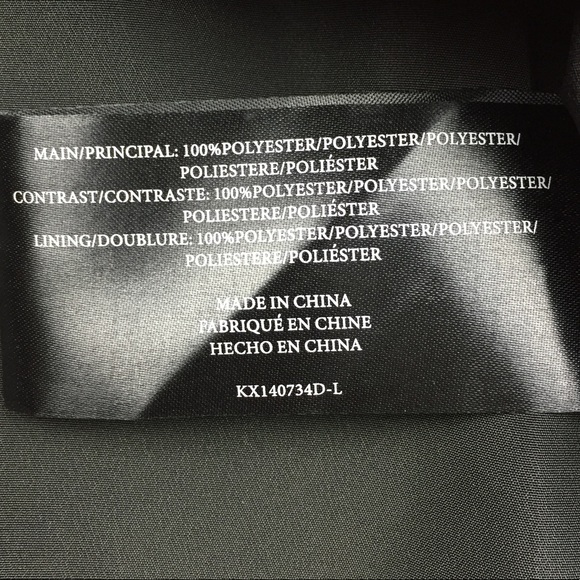 MAIN/PRINCIPAL: 100%POLYESTER/POLYESTER/POLYESTER/
POLIESTERE/POLIÉSTER
CONTRAST/CONTRASTE: 100%POLYESTER/POLYESTER/POLYESTER/
POLIESTERE/POLIÉSTER
LINING/DOUBLURE: 100%POLYESTER/POLYESTER/POLYESTER/
POLIESTERE/POLIÉSTER
MADE IN CHINA
FABRIQUÉ EN CHINE
HECHO EN CHINA
KX140734D-L